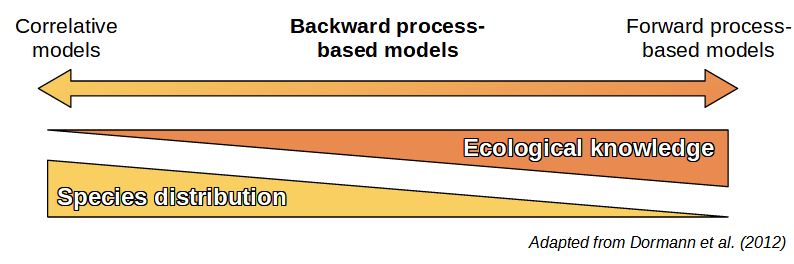 Correlative
models
Backward process-
based models
Forward process-
based models
Ecological knowledge
Species distribution
Adapted from Dormann et al. (2012)